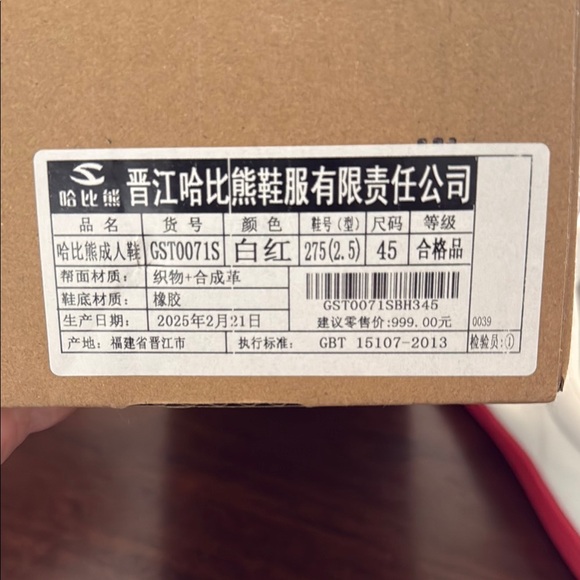 哈比熊 晋江哈比熊鞋服有限责任公司
品名 货号 颜色 鞋号(型) 尺码 等级
哈比熊成人鞋 GST0071S 白红 275(2.5) 45 合格品
帮面材质: 织物+合成革
鞋底材质: 橡胶
GST0071SBH345
生产日期: 2025年2月21日 建议零售价:999.00元 0039
产地: 福建省晋江市 执行标准: GBT 15107-2013 检验员:①